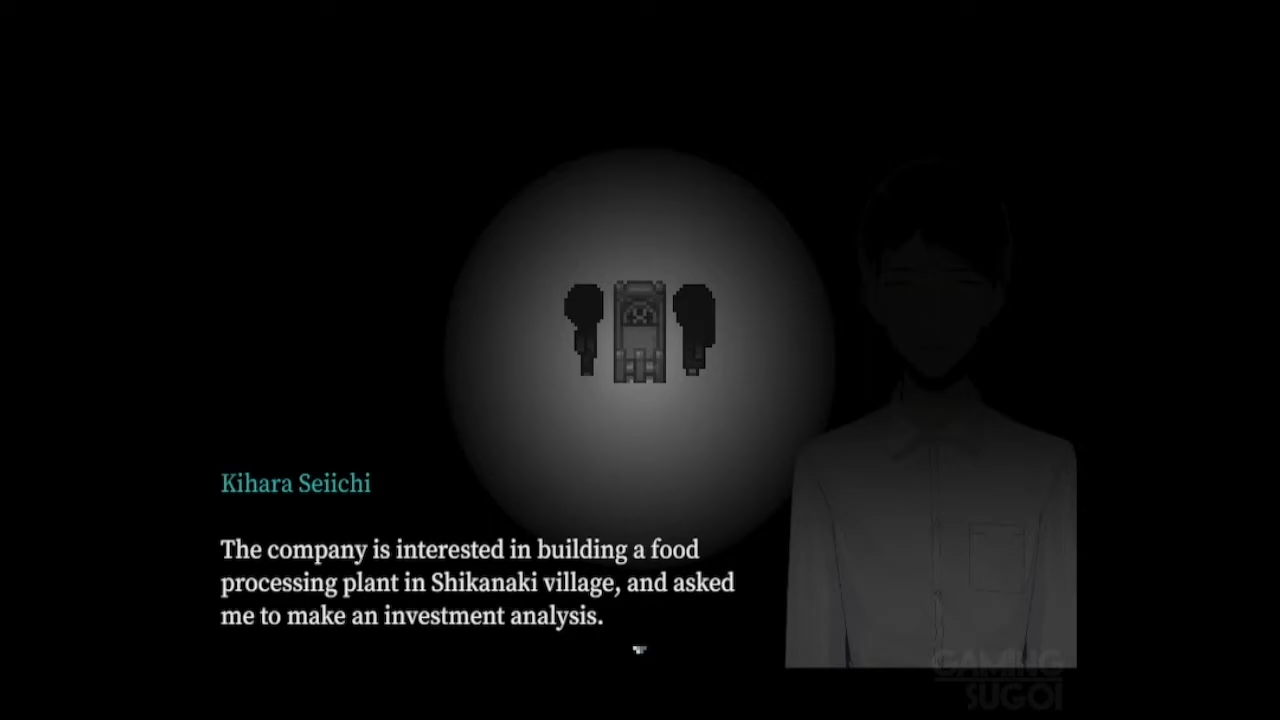 Kihara Seiichi
The company is interested in building a food
processing plant in Shikanaki village, and asked
me to make an investment analysis.
GAMING
SUGOI